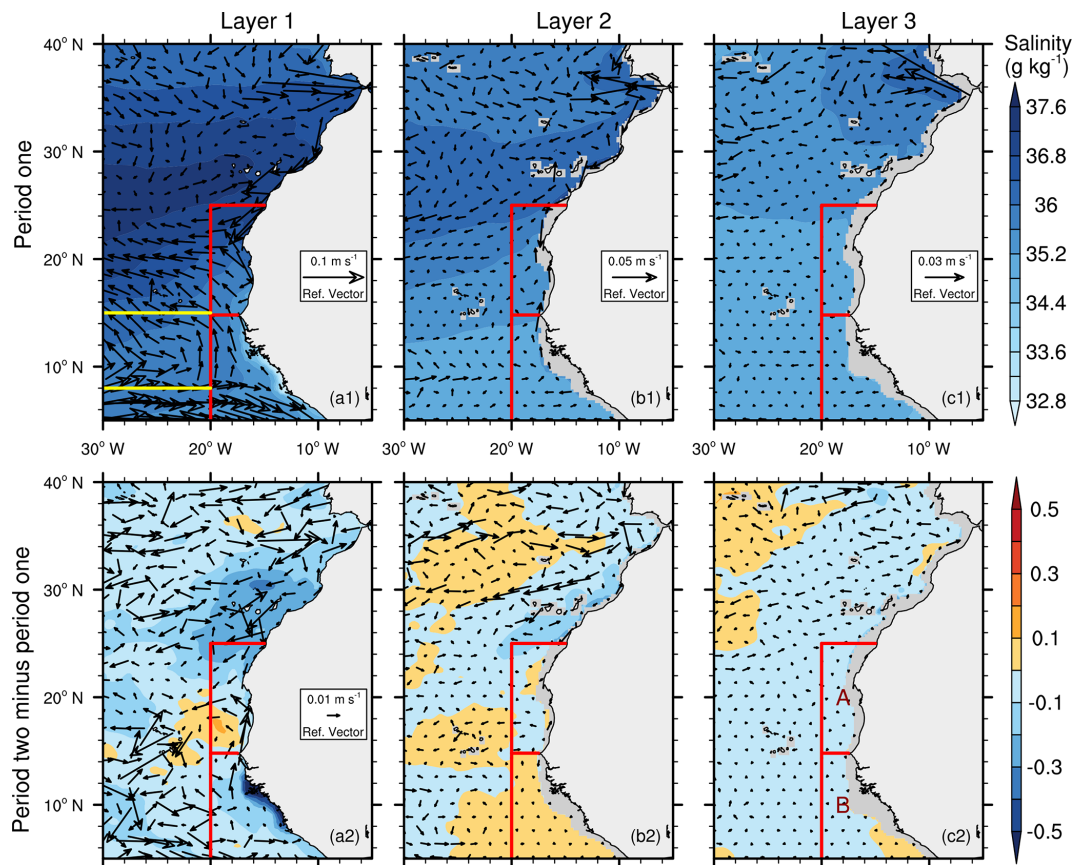 Layer 1
Layer 2
Layer 3
Salinity
(g kg⁻¹)
Period one
40° N
30° N
20° N
10° N
0.1 m s⁻¹
Ref. Vector
(a1)
30° W
20° W
10° W
0.05 m s⁻¹
Ref. Vector
(b1)
20° W
10° W
0.03 m s⁻¹
Ref. Vector
(c1)
20° W
10° W
37.6
36.8
36
35.2
34.4
33.6
32.8
Period two minus period one
40° N
30° N
20° N
10° N
0.01 m s⁻¹
Ref. Vector
(a2)
(b2)
A
B
(c2)
0.5
0.3
0.1
-0.1
-0.3
-0.5